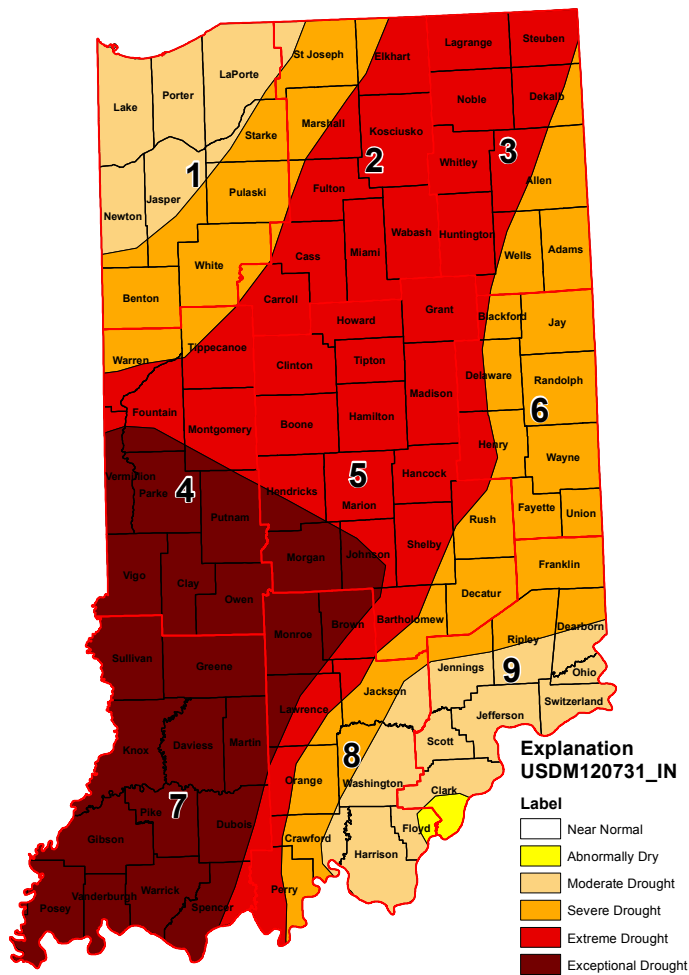 St Joseph
Elkhart
Lagrange
Steuben
LaPorte
Porter
Lake
Noble
Dekalb
Starke
Marshall
Kosciusko
2
3
Whitley
1
Allen
Jasper
Pulaski
Fulton
Newton
Wabash
Huntington
Miami
Cass
Wells
Adams
White
Benton
Carroll
Grant
Blackford
Jay
Howard
Tippecanoe
Warren
Clinton
Tipton
Delaware
Randolph
Madison
Fountain
Montgomery
Boone
Hamilton
6
Henry
Wayne
Vermilion
Parke
4
Hendricks
5
Marion
Hancock
Putnam
Rush
Fayette
Union
Morgan
Johnson
Shelby
Franklin
Vigo
Clay
Owen
Decatur
Monroe
Brown
Bartholomew
Dearborn
Ripley
Sullivan
Greene
Jennings
9
Ohio
Lawrence
Jackson
Switzerland
Jefferson
Knox
Daviess
Martin
Scott
8
Orange
Washington
Clark
Pike
7
Dubois
Gibson
Crawford
Floyd
Harrison
Posey
Vanderburgh
Warrick
Spencer
Perry
Explanation
USDM120731_IN
Label
Near Normal
Abnormally Dry
Moderate Drought
Severe Drought
Extreme Drought
Exceptional Drought